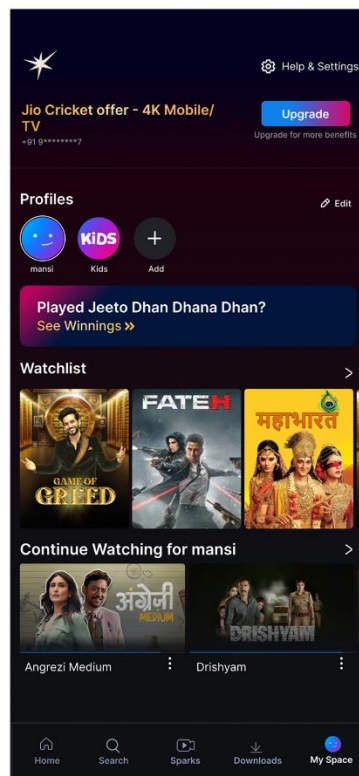 Help & Settings
Jio Cricket offer - 4K Mobile/
TV
+91 9********7
Upgrade
Upgrade for more benefits
Profiles
Edit
KiDS
mansi
Kids
Add
Played Jeeto Dhan Dhana Dhan?
See Winnings »
Watchlist
GAME OF
GREED
FATEH
महाभारत
Continue Watching for mansi
अंग्रेज़ी
MEDIUM
DRISHYAM
Angrezi Medium
Drishyam
Home
Search
Sparks
Downloads
My Space